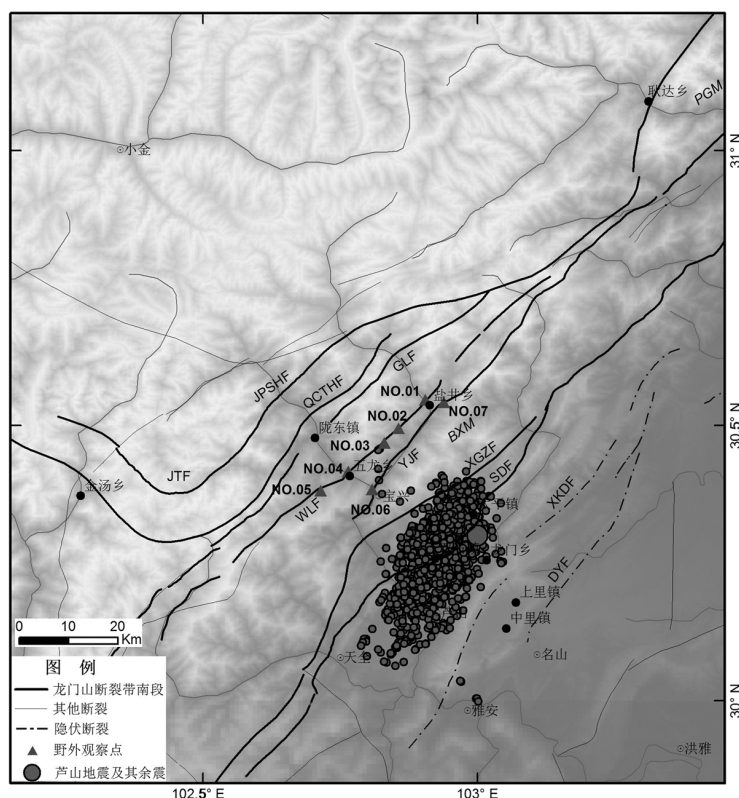 耿达乡
PGM
31° N
小金
GLF
JPSHF
QCTHF
NO.01
盐井乡
NO.02
NO.07
陇东镇
NO.03
BXM
30.5° N
NO.04
五龙乡
YJF
XGZF
JTF
SDF
金汤乡
NO.05
宝兴
XKDF
WLF
NO.06
镇
龙门乡
DYF
上里镇
中里镇
天全
名山
雅安
洪雅
30° N
0 10 20
Km
图 例
龙门山断裂带南段
其他断裂
隐伏断裂
野外观察点
芦山地震及其余震
102.5° E
103° E